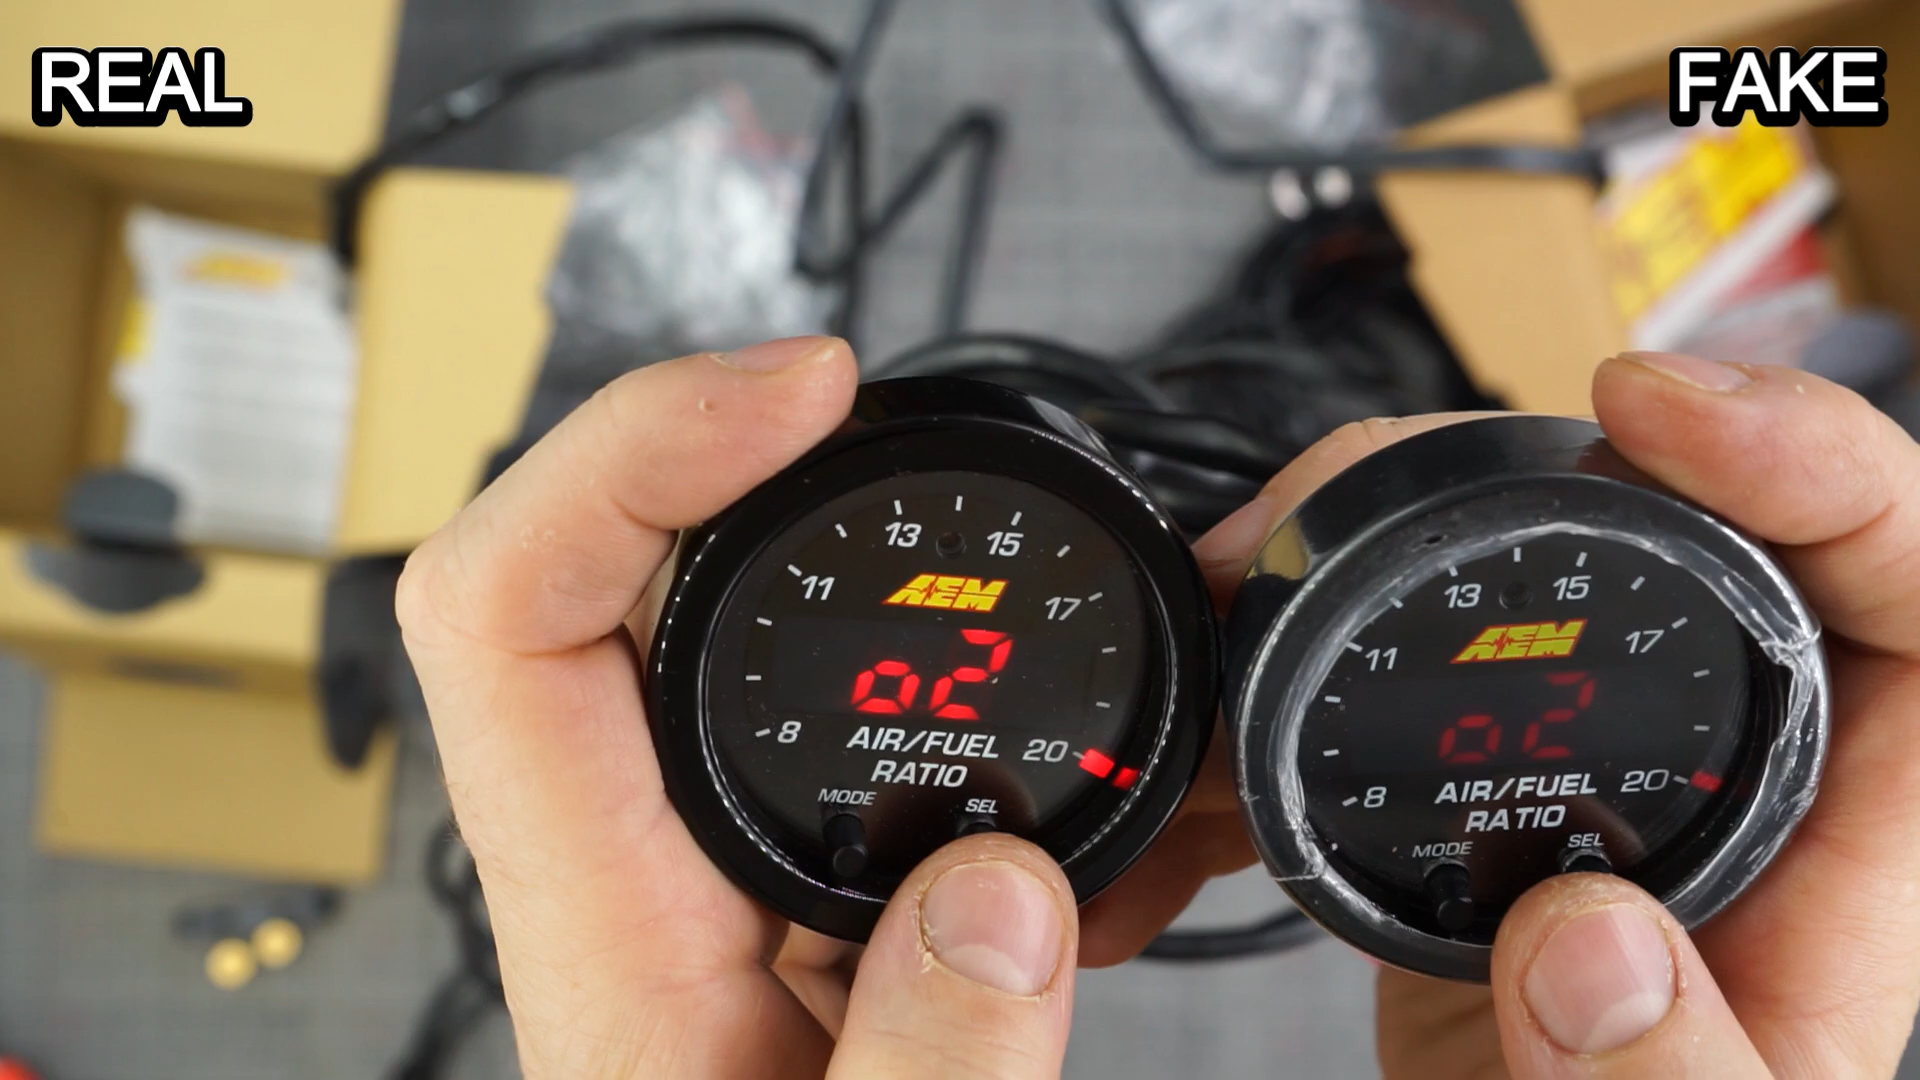 REAL
FAKE
13
15
11
AEM
17
o2
8
AIR/FUEL
20
RATIO
MODE
SEL
13
15
11
AEM
17
o2
8
AIR/FUEL
20
RATIO
MODE
SEL